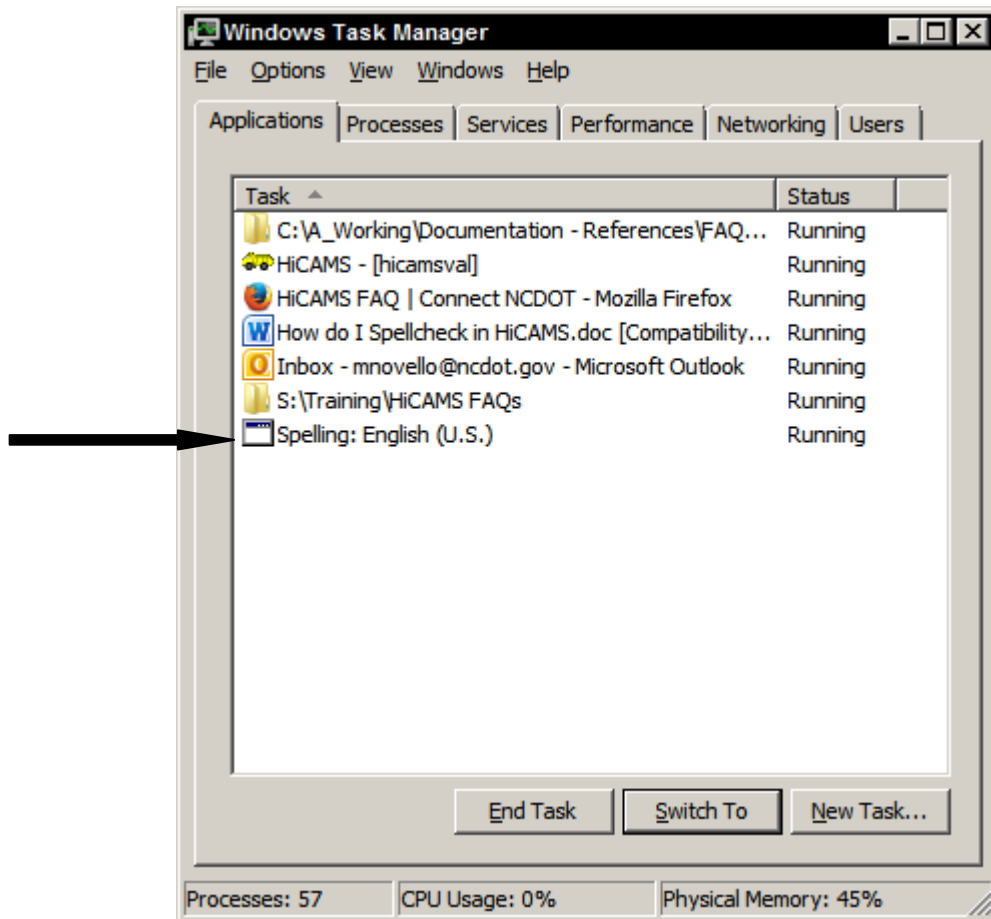 Windows Task Manager
File Options View Windows Help
Applications Processes Services Performance Networking Users
Task Status
C:\A_Working\Documentation - References\FAQ... Running
HiCAMS - [hicamsval] Running
HiCAMS FAQ | Connect NCDOT - Mozilla Firefox Running
How do I Spellcheck in HiCAMS.doc [Compatibility... Running
Inbox - mnovello@ncdot.gov - Microsoft Outlook Running
S:\Training\HiCAMS FAQs Running
Spelling: English (U.S.) Running
End Task Switch To New Task...
Processes: 57 CPU Usage: 0% Physical Memory: 45%